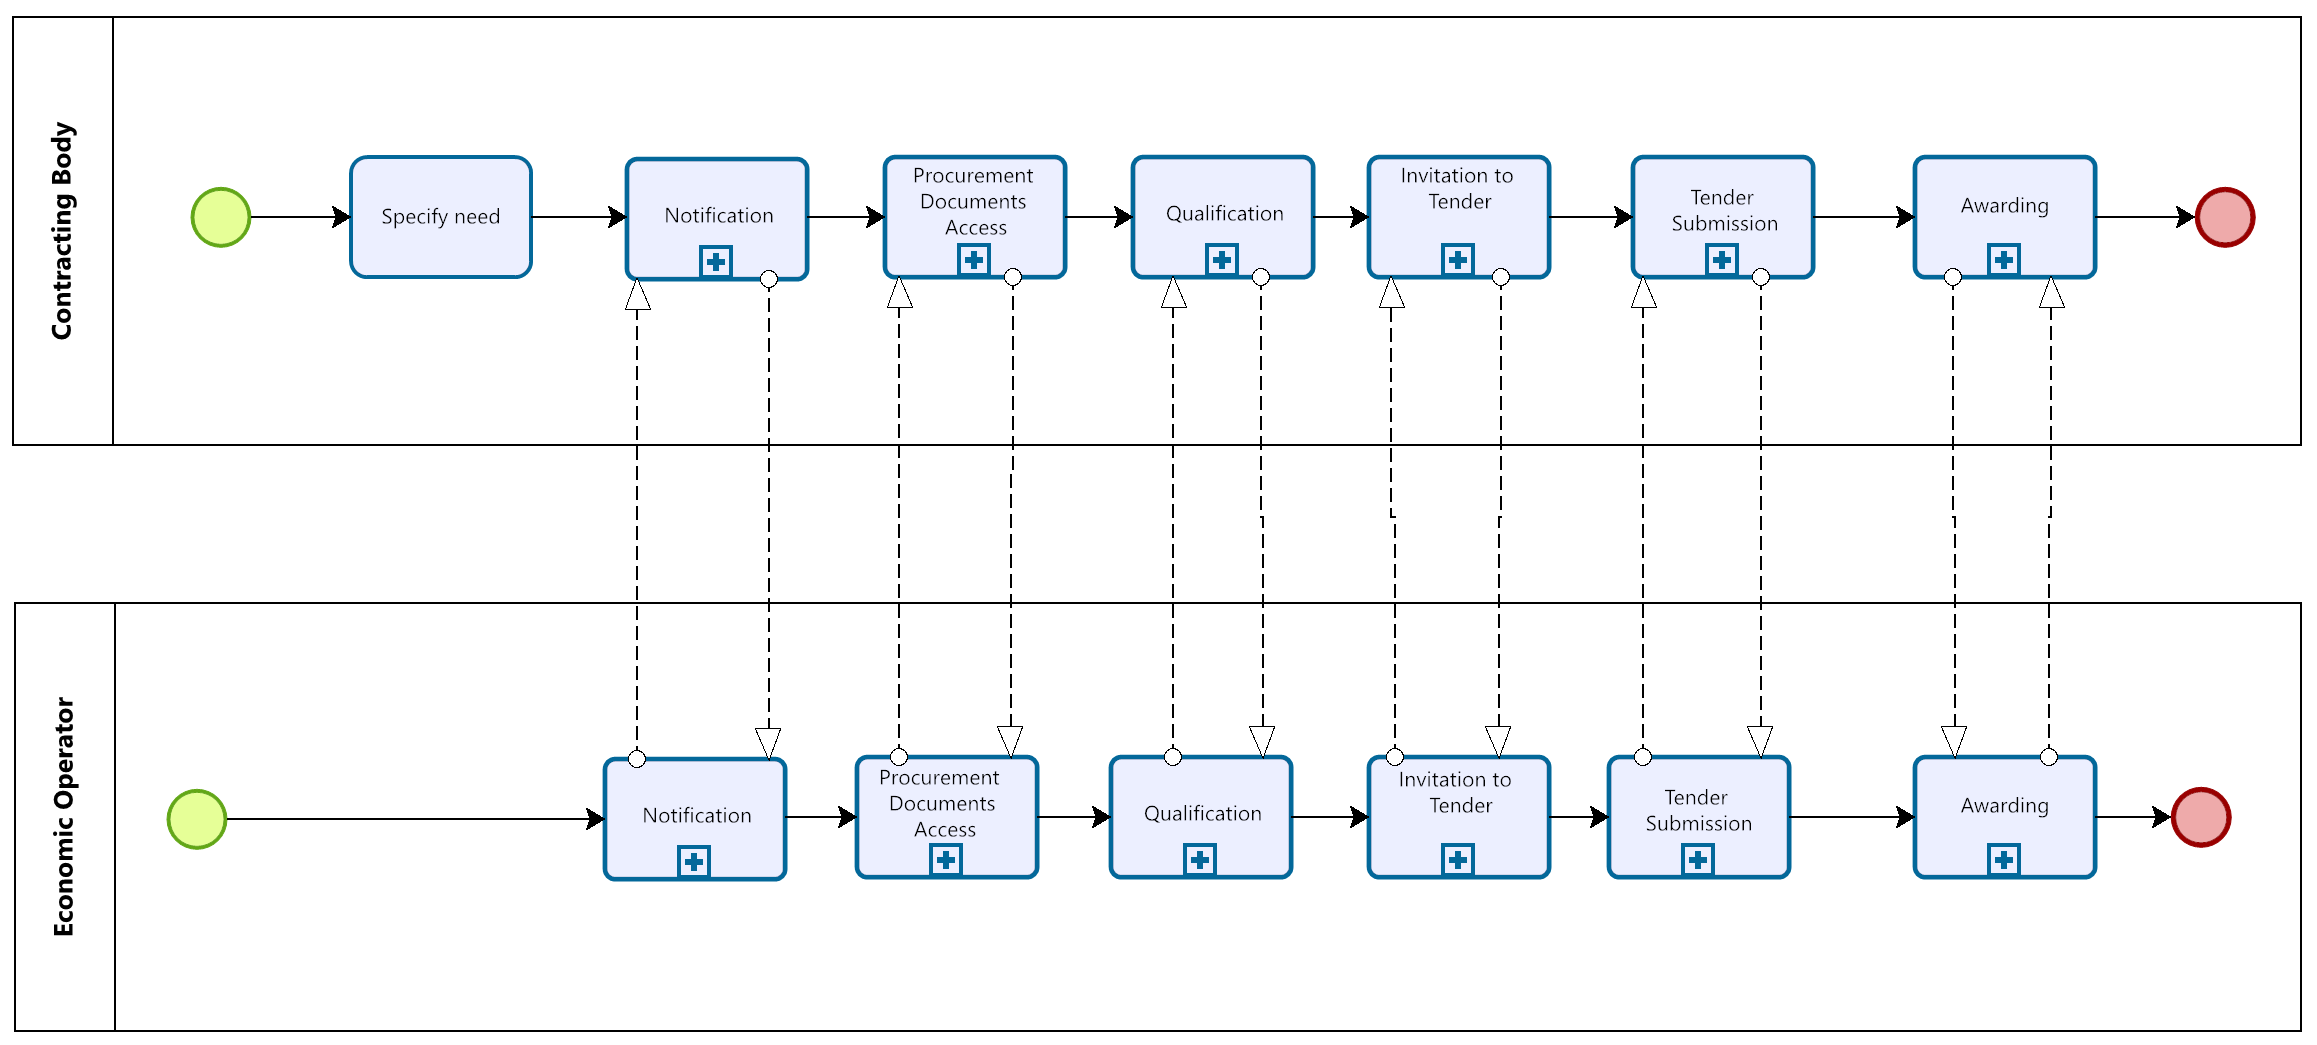 Contracting Body
Specify need
Notification
Procurement
Documents
Access
Qualification
Invitation to
Tender
Tender
Submission
Awarding
Economic Operator
Notification
Procurement
Documents
Access
Qualification
Invitation to
Tender
Tender
Submission
Awarding